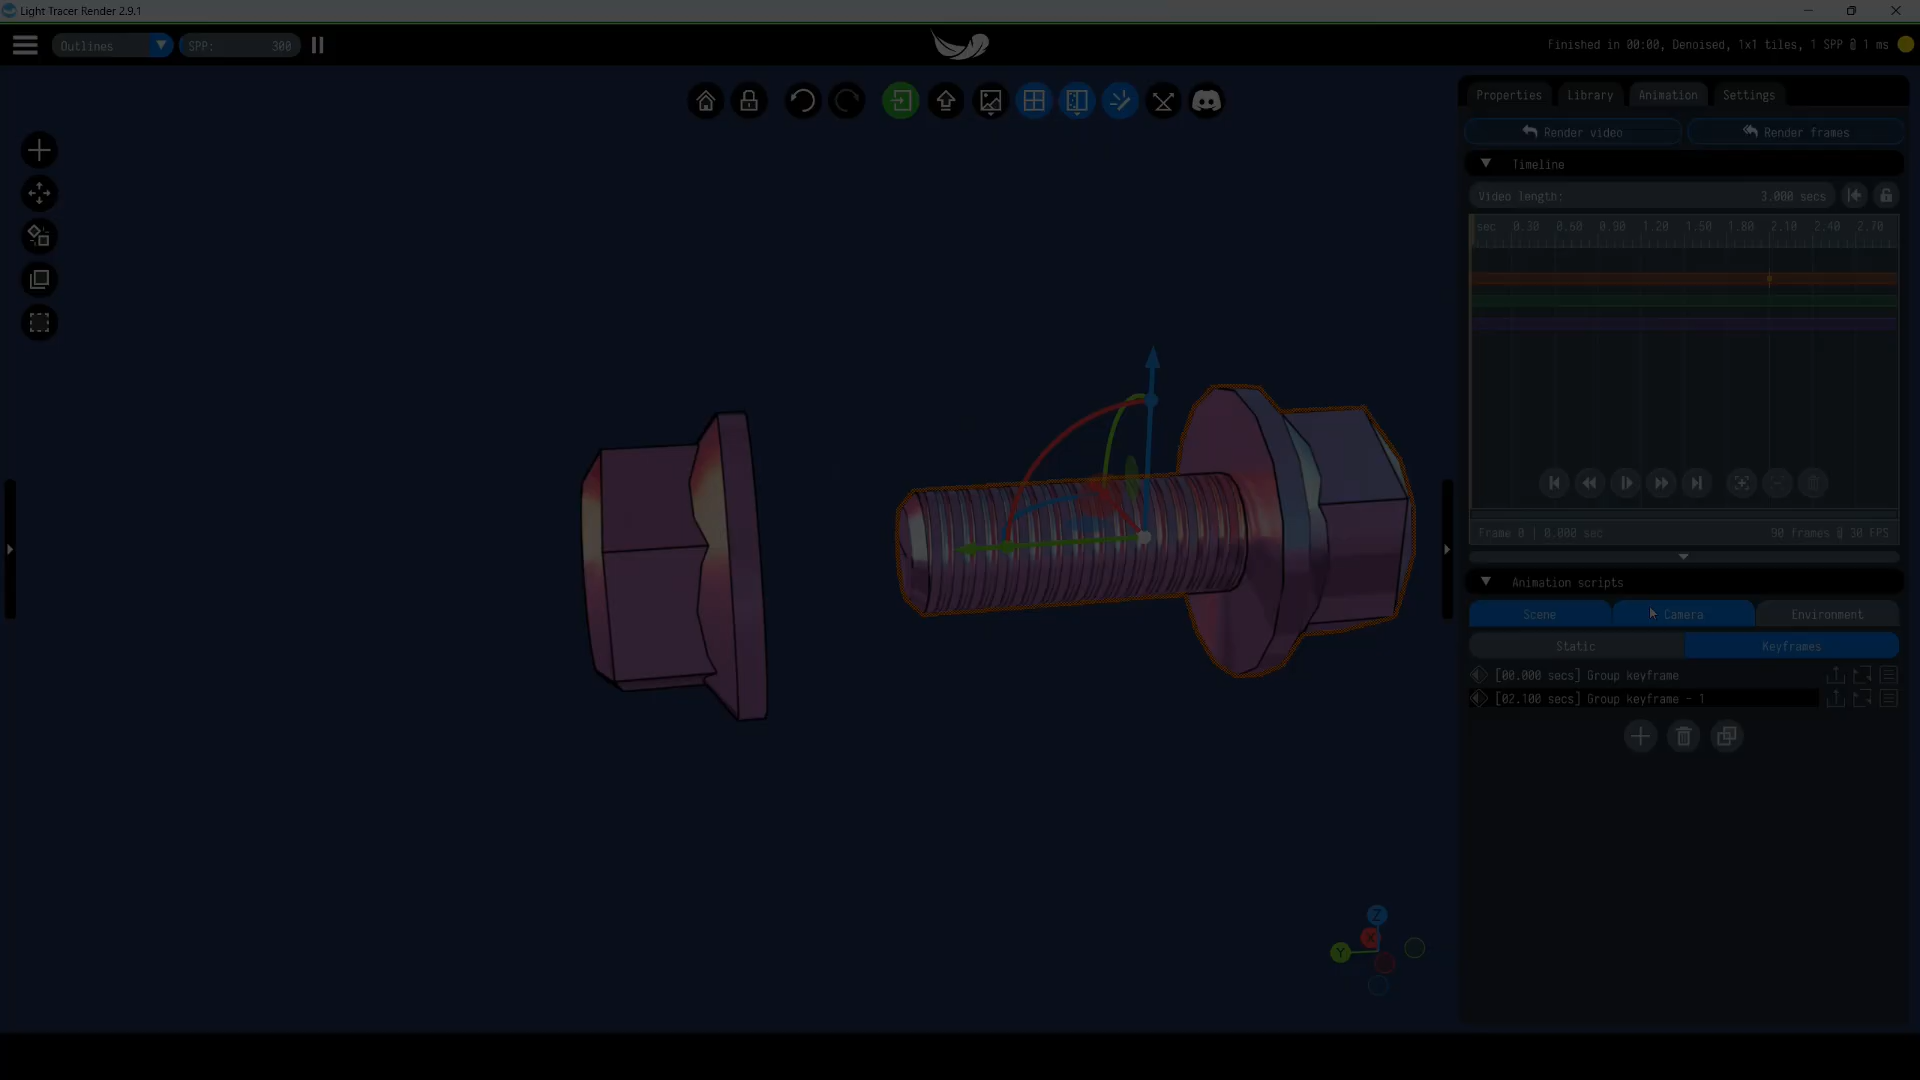 Light Tracer Render 2.9.1
Outlines
SPP: 300
Finished in 00:00, Denoised, 1x1 tiles, 1 SPP @ 1 ms
Properties
Library
Animation
Settings
Render video
Render frames
Timeline
Video length: 3.000 secs
sec 0.30 0.60 0.90 1.20 1.50 1.80 2.10 2.40 2.70
Frame 0 | 0.000 sec
90 frames @ 30 FPS
Animation scripts
Scene
Camera
Environment
Static
Keyframes
[00.000 secs] Group keyframe
[02.100 secs] Group keyframe - 1
Z
X
Y